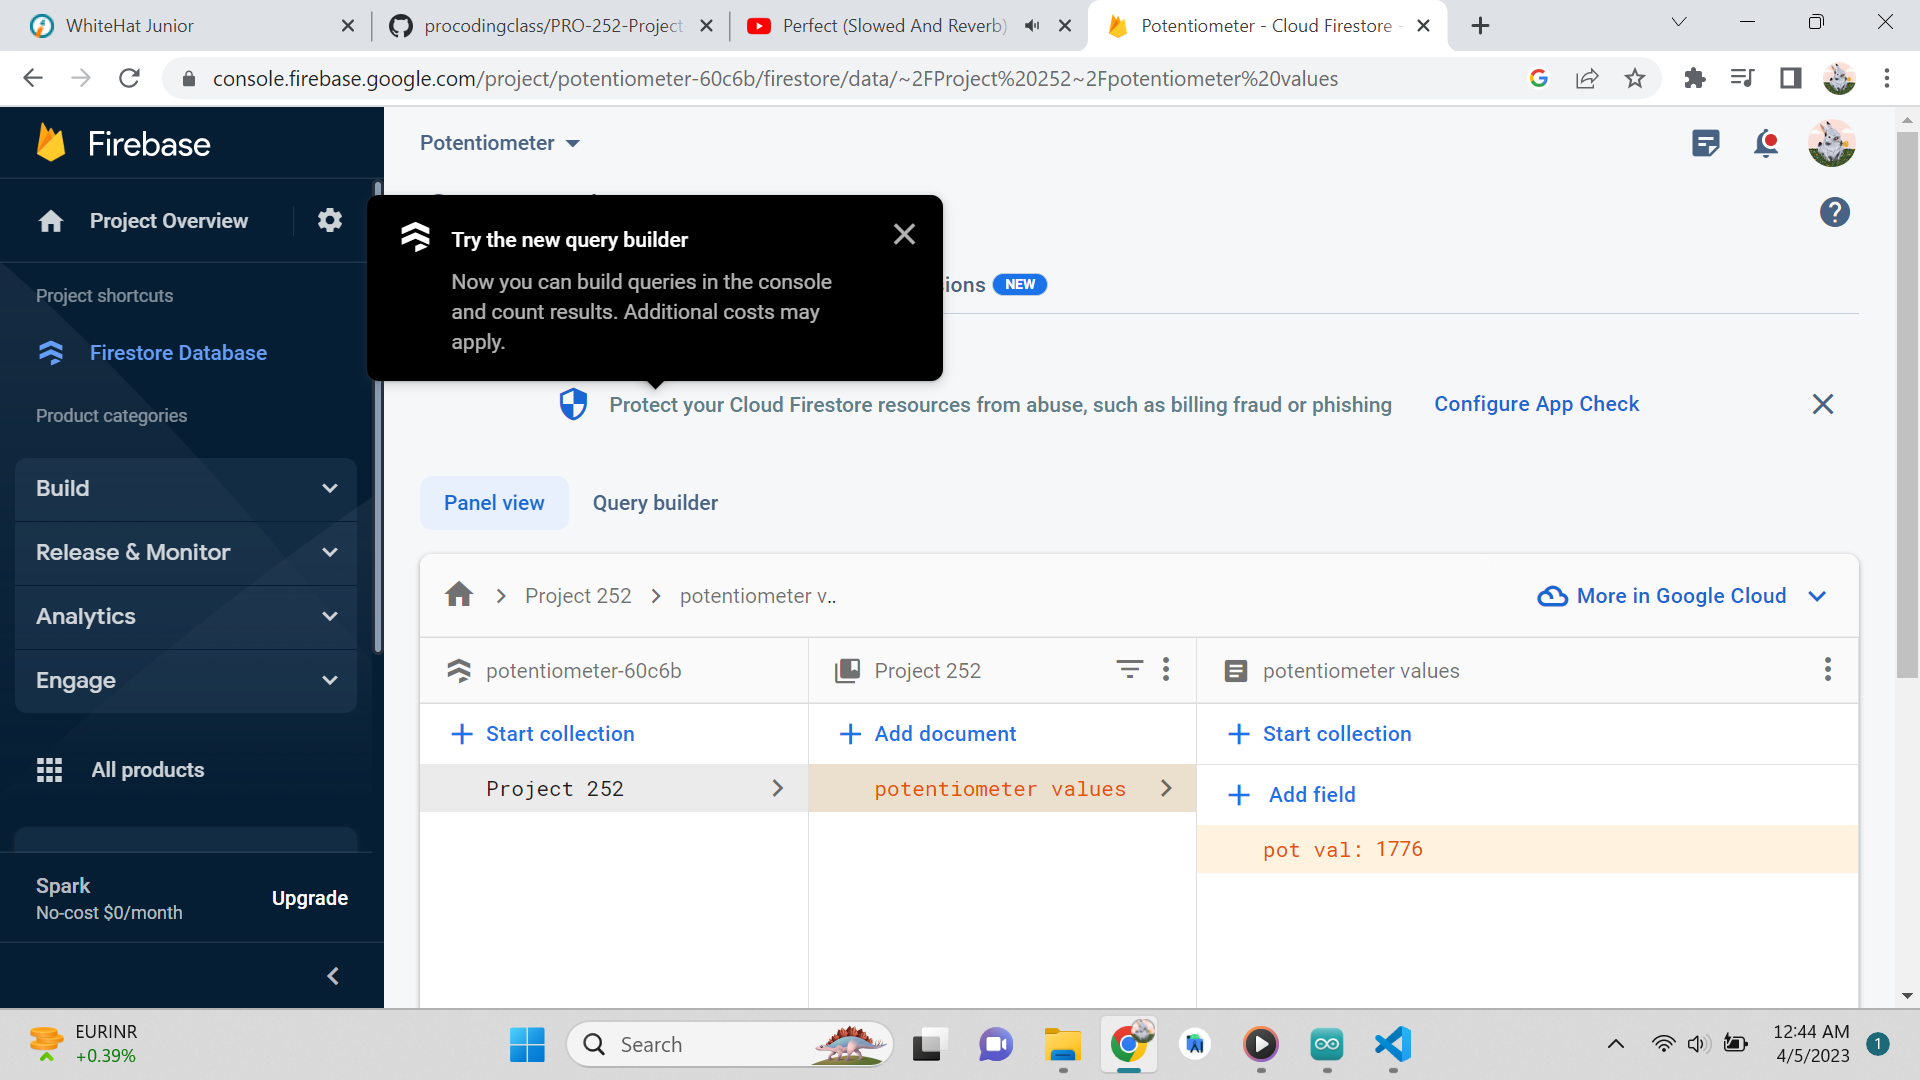 WhiteHat Junior
procodingclass/PRO-252-Project
Perfect (Slowed And Reverb)
Potentiometer - Cloud Firestore -
console.firebase.google.com/project/potentiometer-60c6b/firestore/data/~2FProject%20252~2Fpotentiometer%20values
Firebase
Project Overview
Project shortcuts
Firestore Database
Product categories
Build
Release & Monitor
Analytics
Engage
All products
Spark
No-cost $0/month
Upgrade
Potentiometer
Try the new query builder
Now you can build queries in the console
and count results. Additional costs may
apply.
ions NEW
Protect your Cloud Firestore resources from abuse, such as billing fraud or phishing
Configure App Check
Panel view
Query builder
Project 252
potentiometer v..
More in Google Cloud
potentiometer-60c6b
Project 252
potentiometer values
Start collection
Add document
Start collection
Project 252
potentiometer values
Add field
pot val: 1776
EURINR
+0.39%
Search
12:44 AM
4/5/2023
1